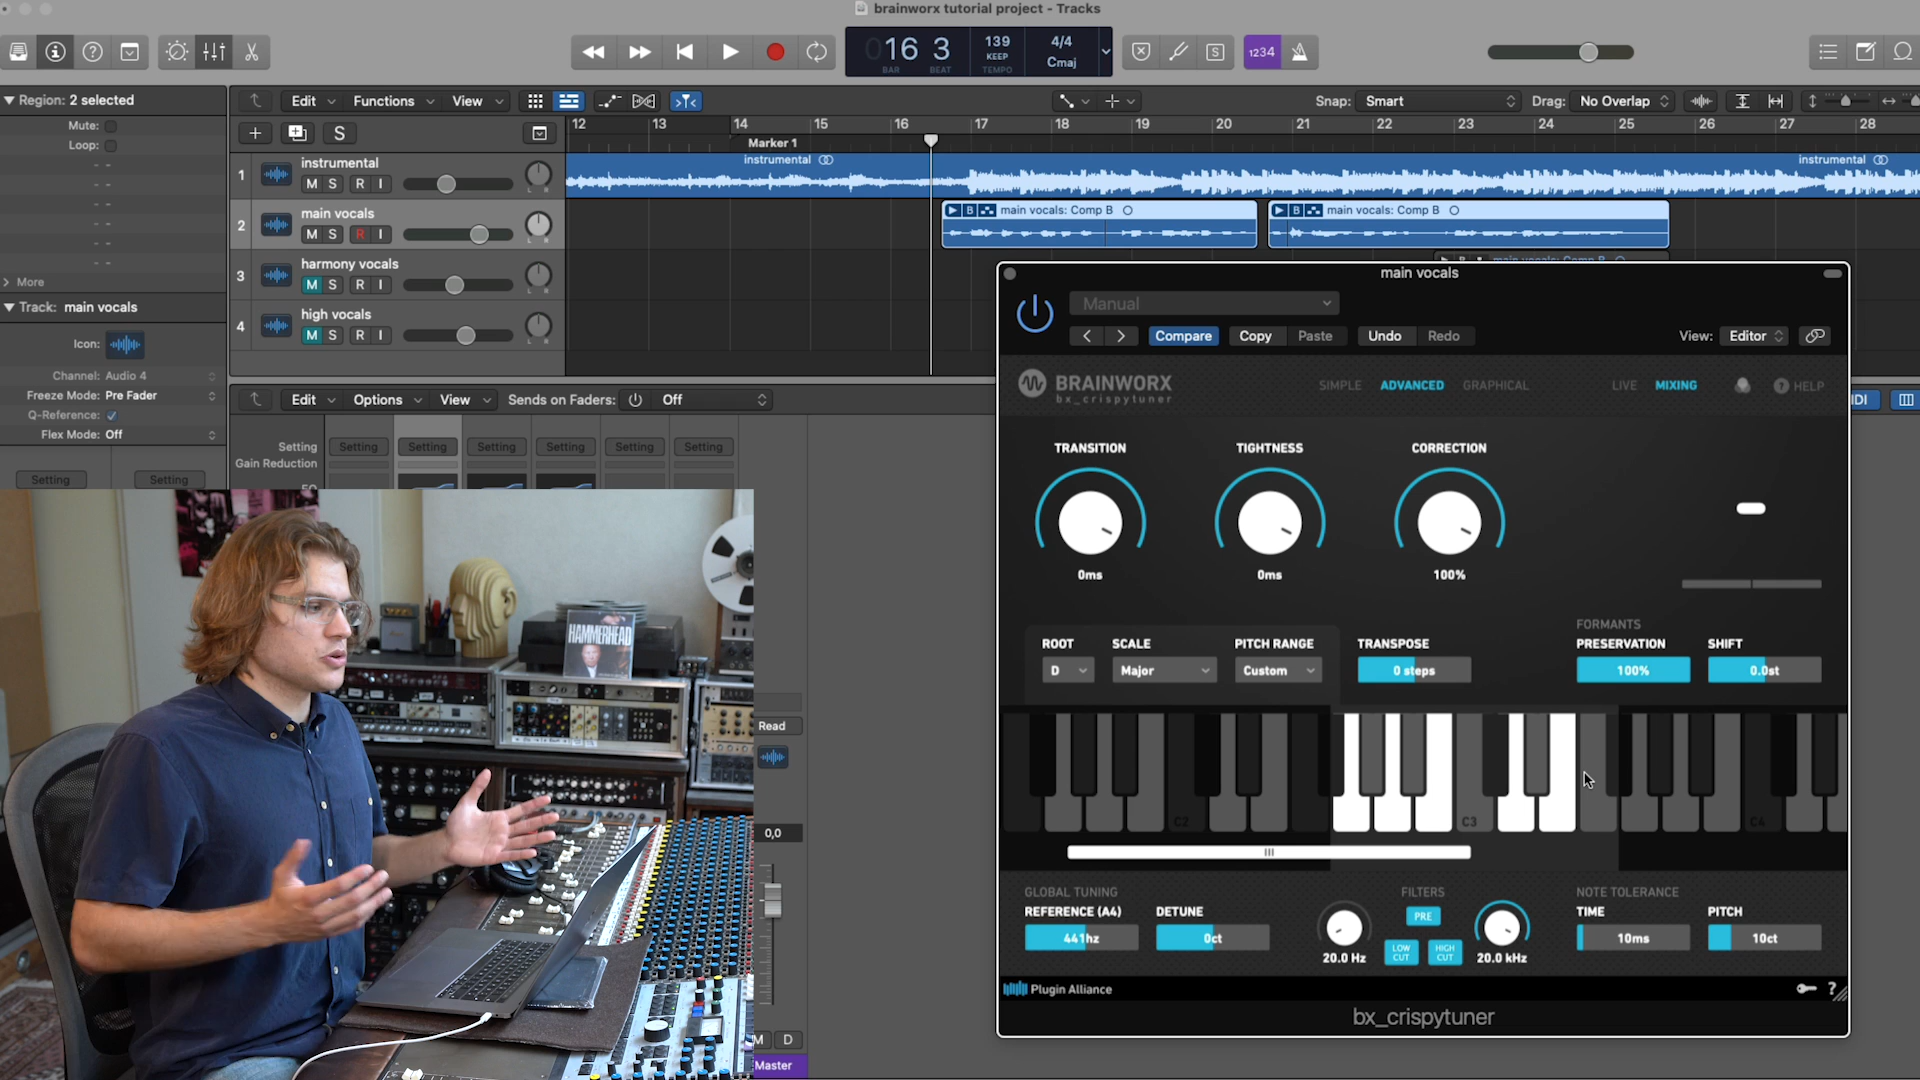 brainworx tutorial project - Tracks
16 3
BAR BEAT
139
KEEP
TEMPO
4/4
Cmaj
S
1234
Region: 2 selected
Mute:
Loop:
More
Edit Functions View
Snap: Smart
Drag: No Overlap
S
12 13 14 15 16 17 18 19 20 21 22 23 24 25 26 27 28
Marker 1
1 instrumental
M S R I
instrumental
instrumental
2 main vocals
M S R I
B main vocals: Comp B
B main vocals: Comp B
3 harmony vocals
M S R I
4 high vocals
M S R I
Track: main vocals
Icon:
Channel: Audio 4
Freeze Mode: Pre Fader
Q-Reference:
Flex Mode: Off
Setting Setting
Edit Options View Sends on Faders: Off
Setting Setting Setting Setting Setting Setting Setting
Gain Reduction
EQ
main vocals
Manual
Compare Copy Paste Undo Redo
View: Editor
BRAINWORX
bx_crispytuner
SIMPLE ADVANCED GRAPHICAL
LIVE MIXING
? HELP
TRANSITION TIGHTNESS CORRECTION
0ms 0ms 100%
FORMANTS
ROOT SCALE PITCH RANGE TRANSPOSE PRESERVATION SHIFT
D Major Custom 0 steps 100% 0.0st
C2 C3 C4
GLOBAL TUNING FILTERS NOTE TOLERANCE
REFERENCE (A4) DETUNE PRE TIME PITCH
441hz 0ct 10ms 10ct
LOW CUT
HIGH CUT
20.0 Hz 20.0 kHz
Plugin Alliance
?
bx_crispytuner
HAMMERHEAD
Read
0,0
M D
Master